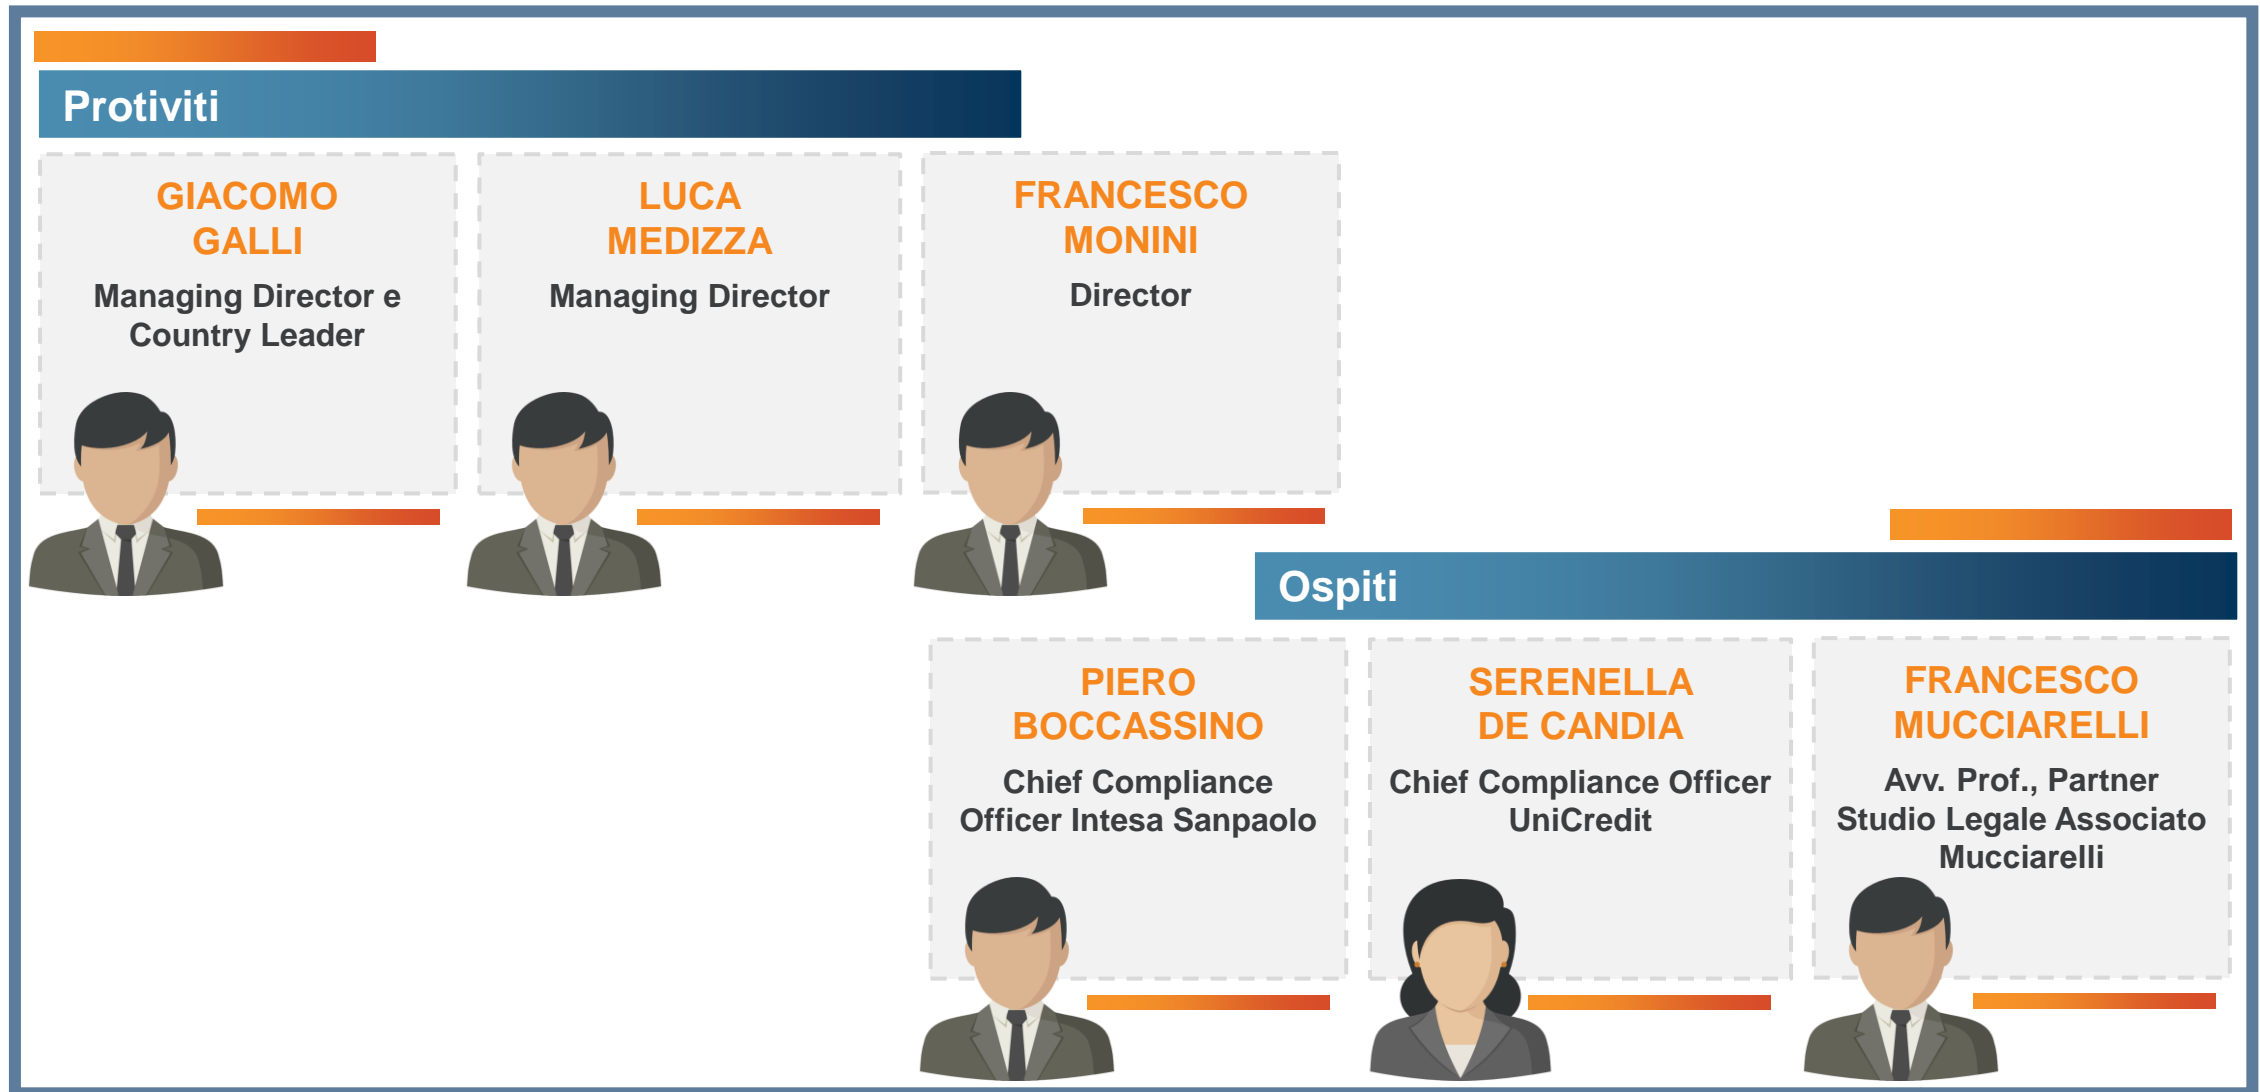 Protiviti
GIACOMO
GALLI
Managing Director e
Country Leader
LUCA
MEDIZZA
Managing Director
FRANCESCO
MONINI
Director
Ospiti
PIERO
BOCCASSINO
Chief Compliance
Officer Intesa Sanpaolo
SERENELLA
DE CANDIA
Chief Compliance Officer
UniCredit
FRANCESCO
MUCCIARELLI
Avv. Prof., Partner
Studio Legale Associato
Mucciarelli